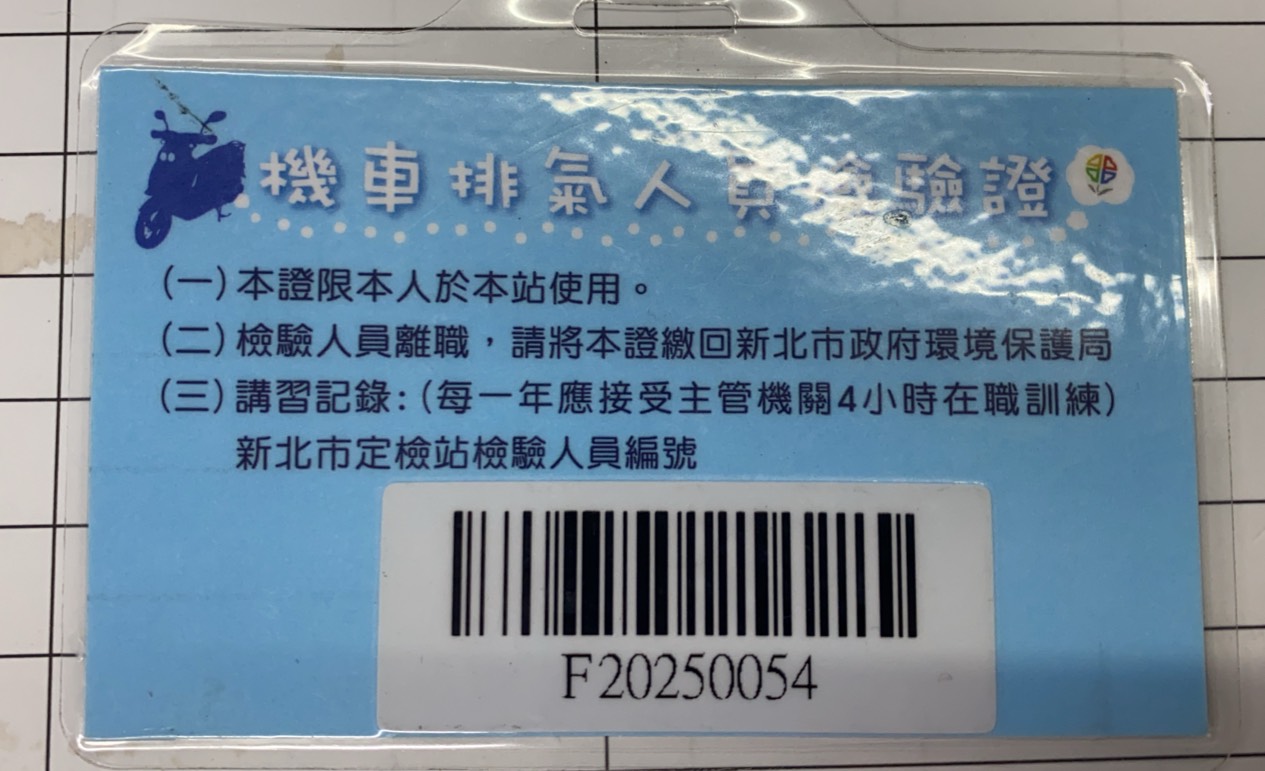 機車排氣人員檢驗證
(一)本證限本人於本站使用。
(二)檢驗人員離職，請將本證繳回新北市政府環境保護局
(三)講習記錄:(每一年應接受主管機關4小時在職訓練)
新北市定檢站檢驗人員編號
F20250054